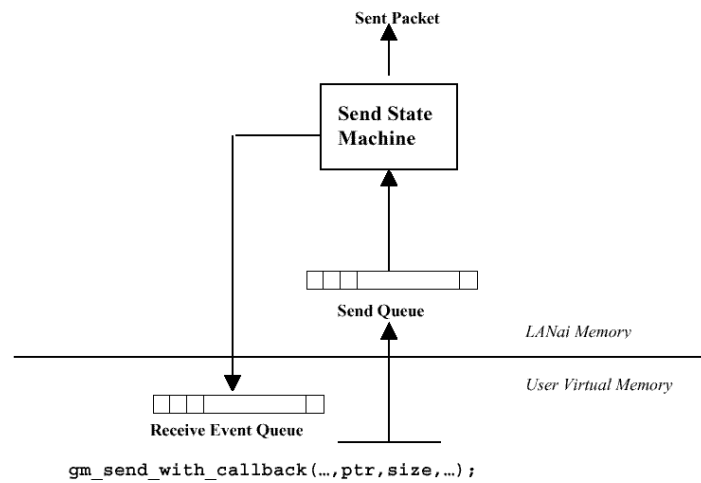 Sent Packet
Send State
Machine
Send Queue
LANai Memory
User Virtual Memory
Receive Event Queue
gm_send_with_callback(…,ptr,size,…);